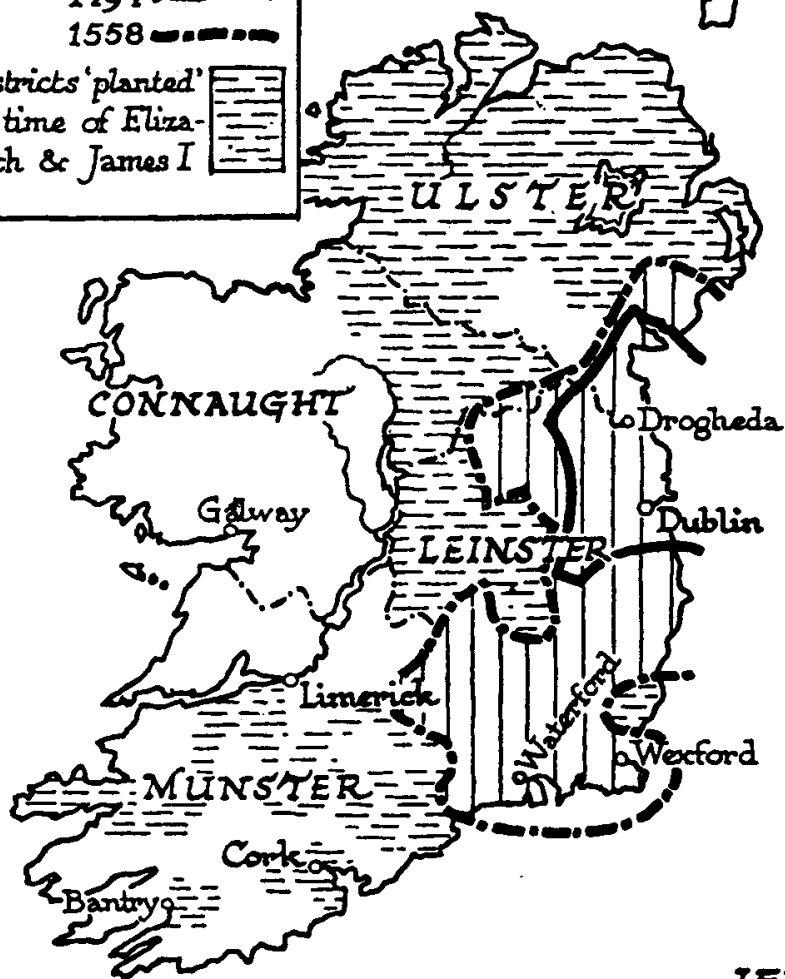 1558
stricts 'planted'
time of Eliza-
& James I
ULSTER
CONNAUGHT
Drogheda
Galway
Dublin
LEINSTER
Limerick
Waterford
Wexford
MUNSTER
Cork
Bantry